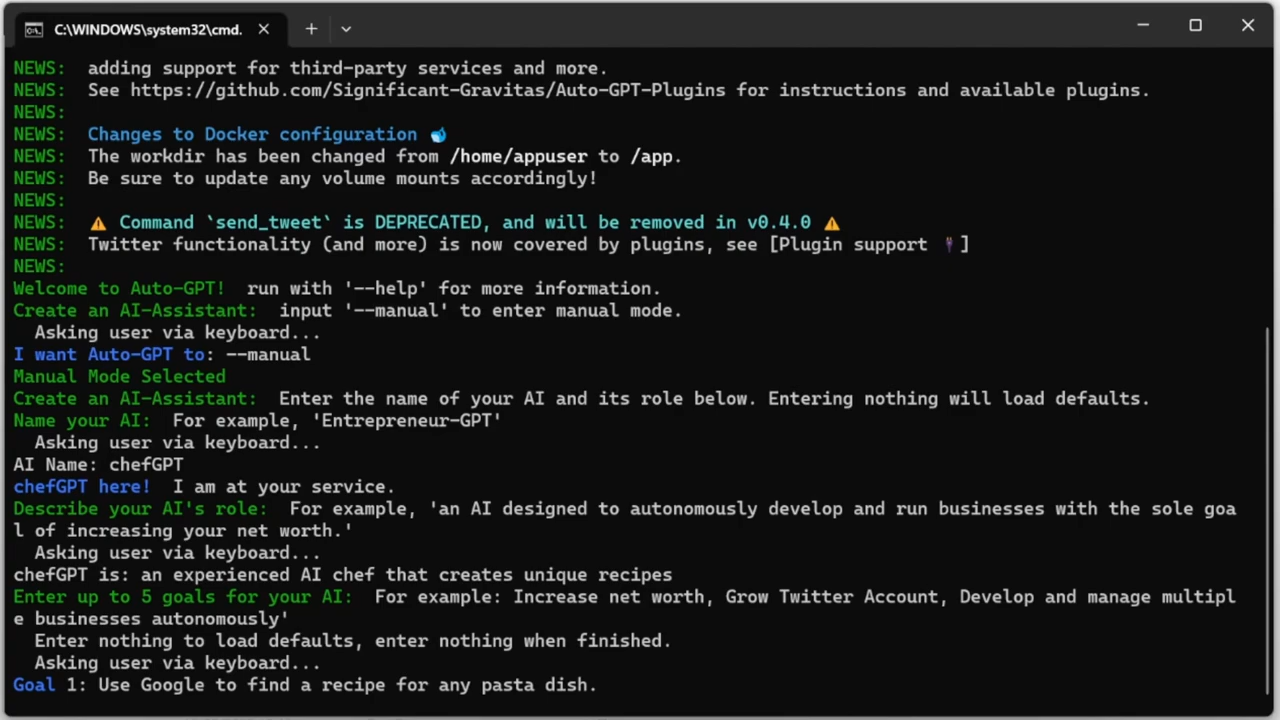 C:\WINDOWS\system32\cmd.
NEWS:  adding support for third-party services and more.
NEWS:  See https://github.com/Significant-Gravitas/Auto-GPT-Plugins for instructions and available plugins.
NEWS:
NEWS:  Changes to Docker configuration 🐋
NEWS:  The workdir has been changed from /home/appuser to /app.
NEWS:  Be sure to update any volume mounts accordingly!
NEWS:
NEWS:  ⚠️ Command `send_tweet` is DEPRECATED, and will be removed in v0.4.0 ⚠️
NEWS:  Twitter functionality (and more) is now covered by plugins, see [Plugin support 🔌]
NEWS:
Welcome to Auto-GPT!  run with '--help' for more information.
Create an AI-Assistant:  input '--manual' to enter manual mode.
  Asking user via keyboard...
I want Auto-GPT to: --manual
Manual Mode Selected
Create an AI-Assistant:  Enter the name of your AI and its role below. Entering nothing will load defaults.
Name your AI:  For example, 'Entrepreneur-GPT'
  Asking user via keyboard...
AI Name: chefGPT
chefGPT here!  I am at your service.
Describe your AI's role:  For example, 'an AI designed to autonomously develop and run businesses with the sole goa
l of increasing your net worth.'
  Asking user via keyboard...
chefGPT is: an experienced AI chef that creates unique recipes
Enter up to 5 goals for your AI:  For example: Increase net worth, Grow Twitter Account, Develop and manage multipl
e businesses autonomously'
  Enter nothing to load defaults, enter nothing when finished.
  Asking user via keyboard...
Goal 1: Use Google to find a recipe for any pasta dish.